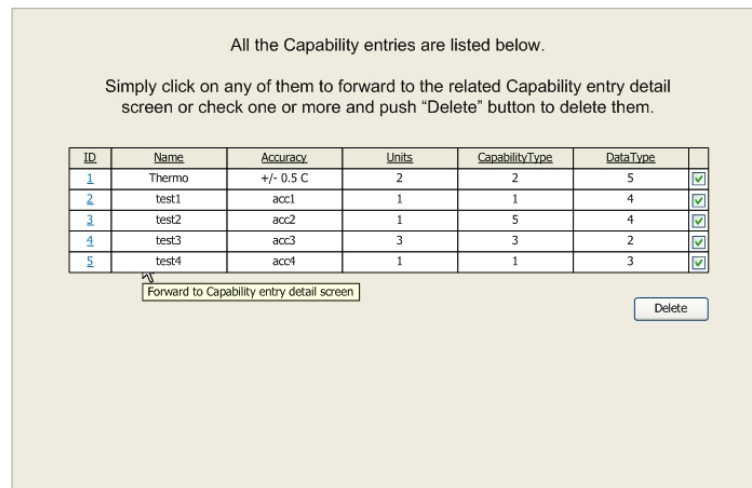 All the Capability entries are listed below.
Simply click on any of them to forward to the related Capability entry detail
screen or check one or more and push “Delete” button to delete them.
ID Name Accuracy Units CapabilityType DataType
1 Thermo +/- 0.5 C 2 2 5
2 test1 acc1 1 1 4
3 test2 acc2 1 5 4
4 test3 acc3 3 3 2
5 test4 acc4 1 1 3
Forward to Capability entry detail screen
Delete